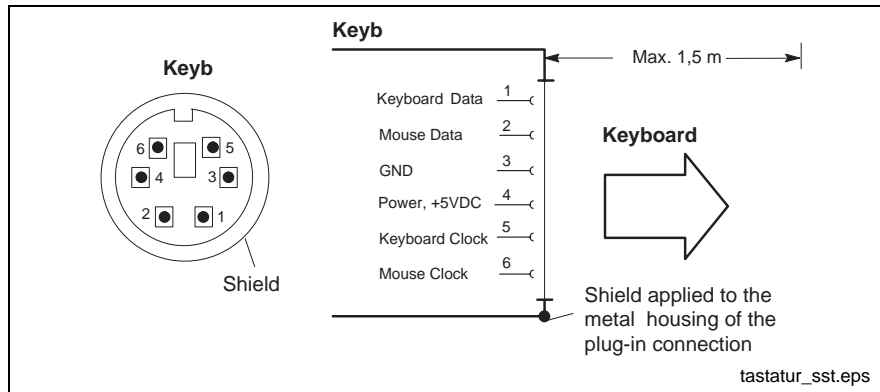 Keyb
6
5
4
3
2
1
Shield
Keyb
Max. 1,5 m
Keyboard Data 1
Mouse Data 2
GND 3
Power, +5VDC 4
Keyboard Clock 5
Mouse Clock 6
Keyboard
Shield applied to the
metal housing of the
plug-in connection
tastatur_sst.eps